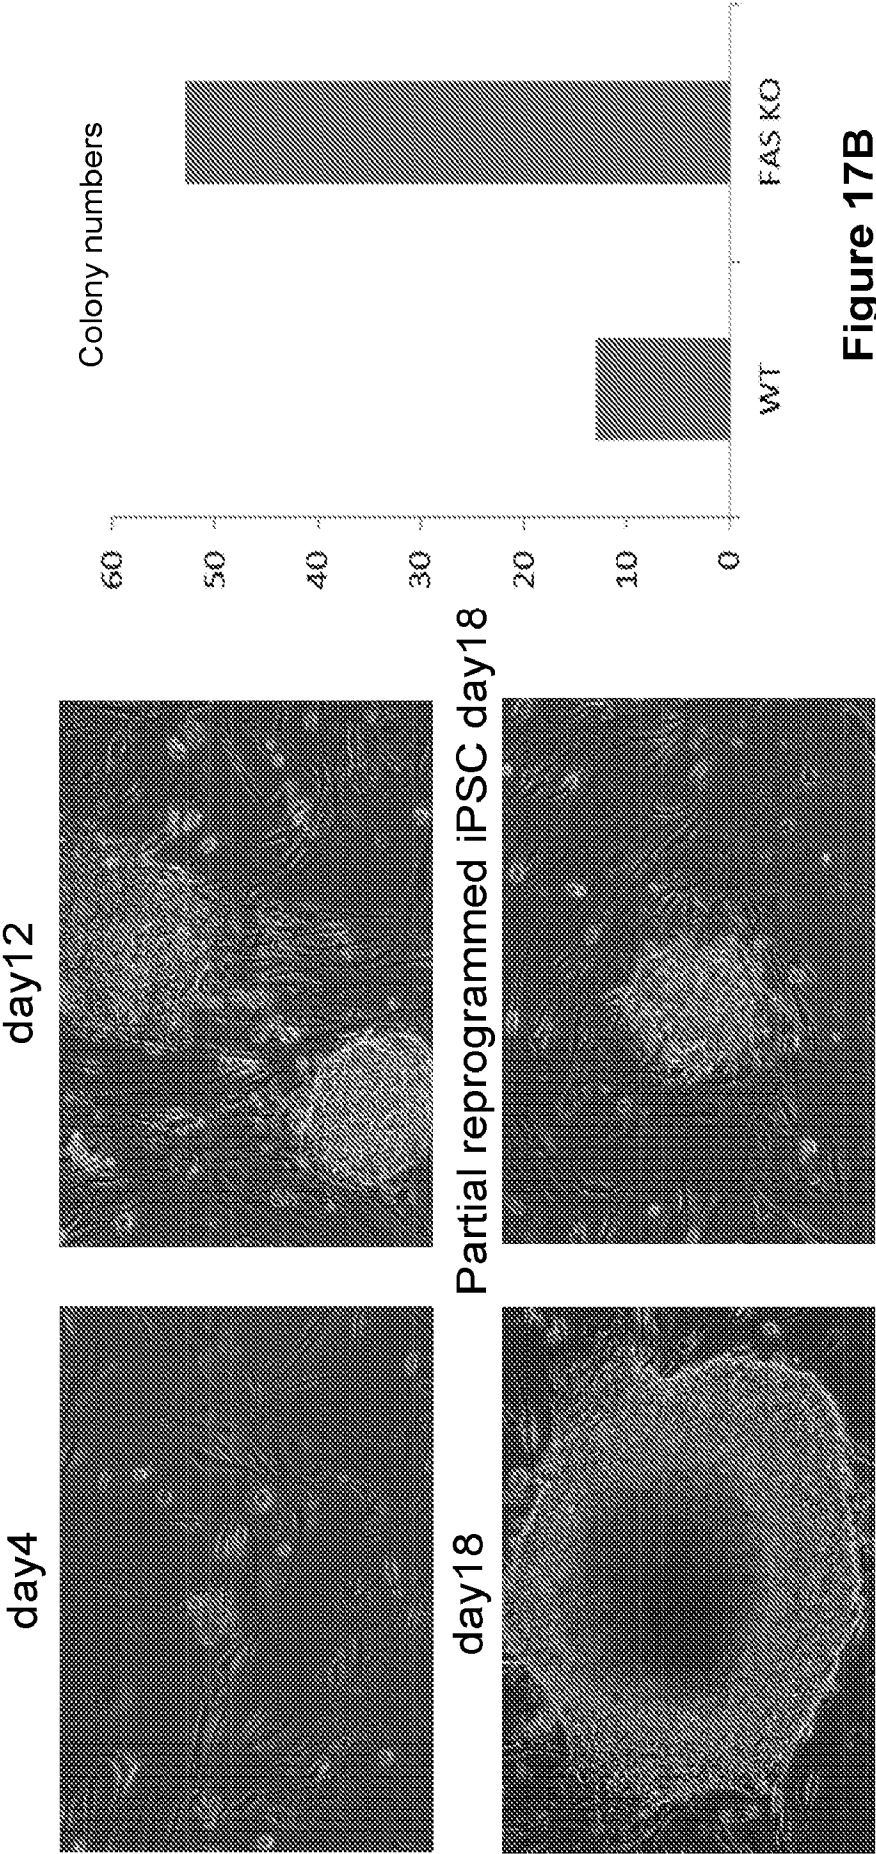 day4
day12
day18
Partial reprogrammed iPSC day18
Colony numbers
60
50
40
30
20
10
0
WT
FAS KO
Figure 17B